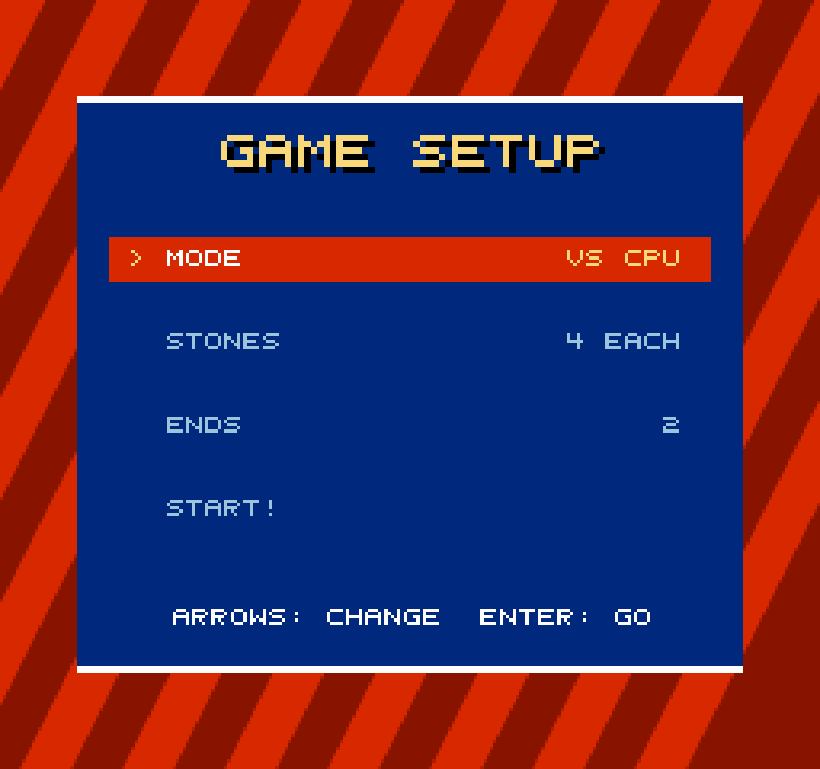 GAME SETUP
> MODE VS CPU
STONES 4 EACH
ENDS 2
START!
ARROWS: CHANGE ENTER: GO